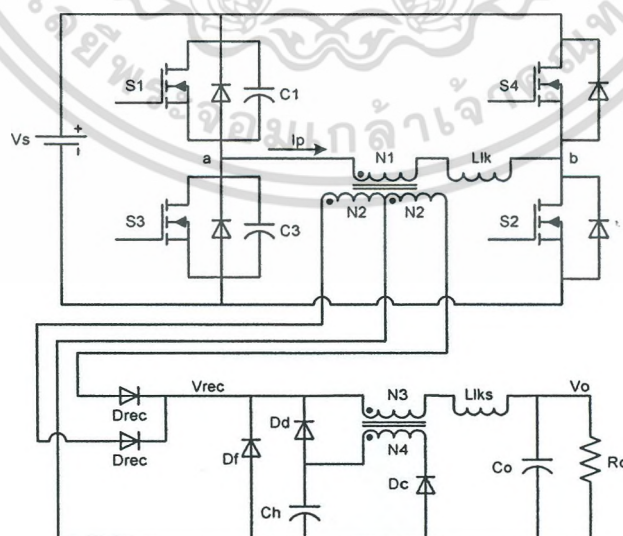 S1
C1
S4
Vs
+
-
Ip
a
N1
Llk
b
S3
C3
N2
N2
S2
Vrec
N3
Llks
Vo
Drec
Dd
Drec
Df
N4
Dc
Co
Ch